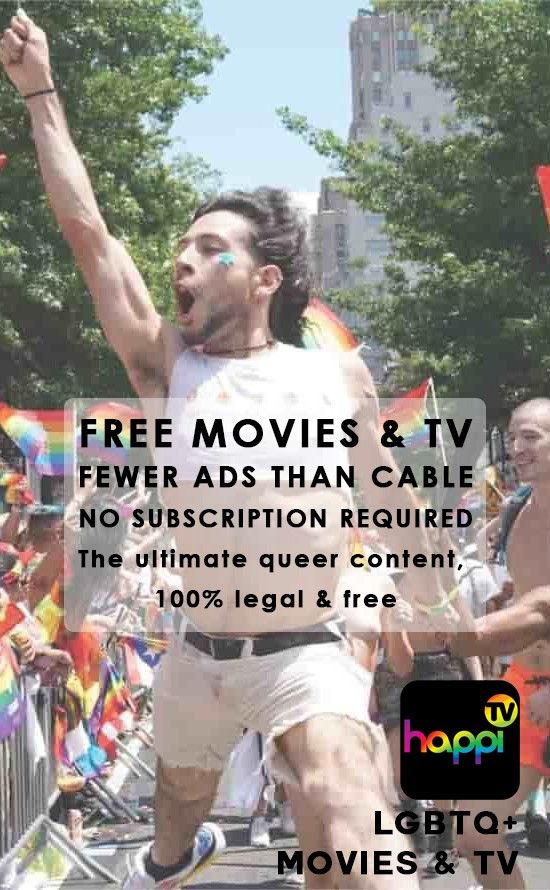 FREE MOVIES & TV
FEWER ADS THAN CABLE
NO SUBSCRIPTION REQUIRED
The ultimate queer content,
100% legal & free
TV
happi
LGBTQ+
MOVIES & TV